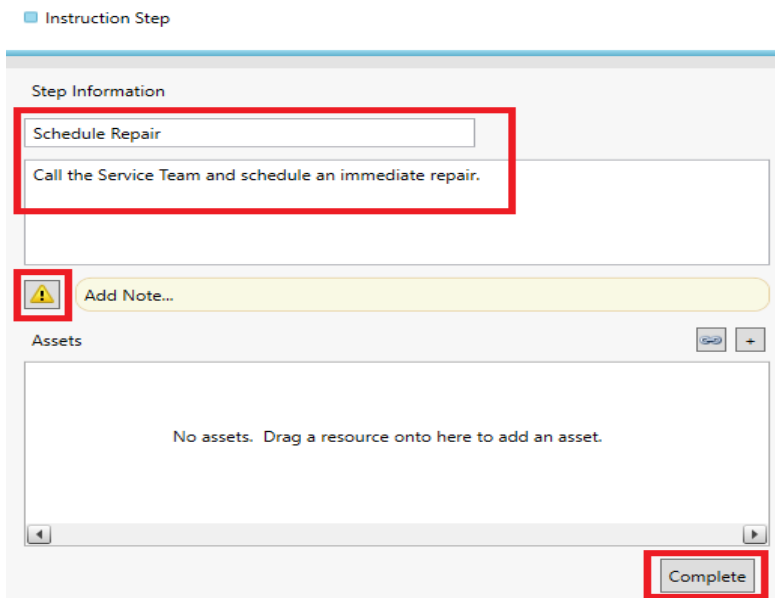 Instruction Step
Step Information
Schedule Repair
Call the Service Team and schedule an immediate repair.
Add Note...
Assets
+
No assets.  Drag a resource onto here to add an asset.
Complete